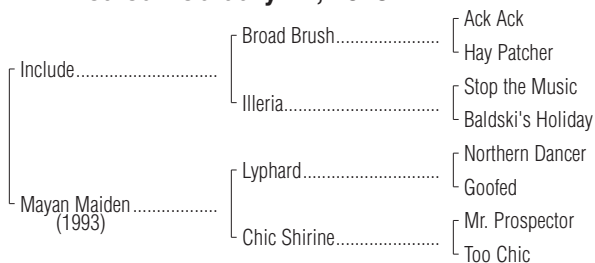 Ack Ack
Broad Brush
Hay Patcher
Include
Stop the Music
Illeria
Baldski's Holiday
Northern Dancer
Lyphard
Goofed
Mayan Maiden
(1993)
Mr. Prospector
Chic Shirine
Too Chic